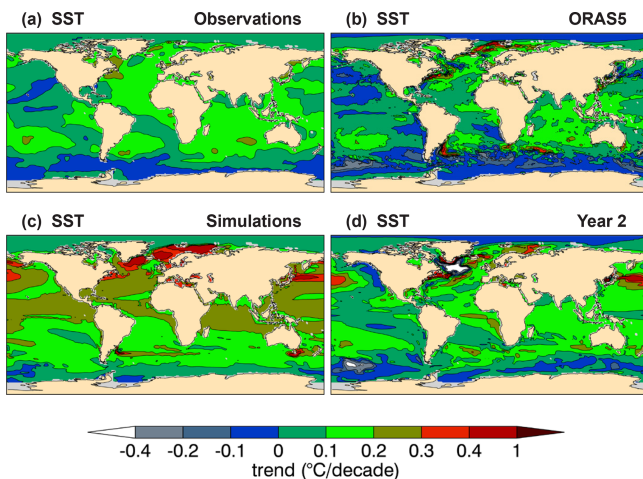 (a) SST Observations
(b) SST ORAS5
(c) SST Simulations
(d) SST Year 2
-0.4 -0.2 -0.1 0 0.1 0.2 0.3 0.4 1
trend (°C/decade)